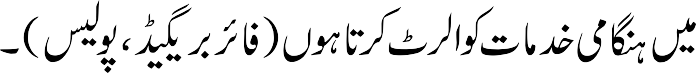 میں ہنگامی خدمات کو الرٹ کرتا ہوں (فائر بریگیڈ، پولیس)۔